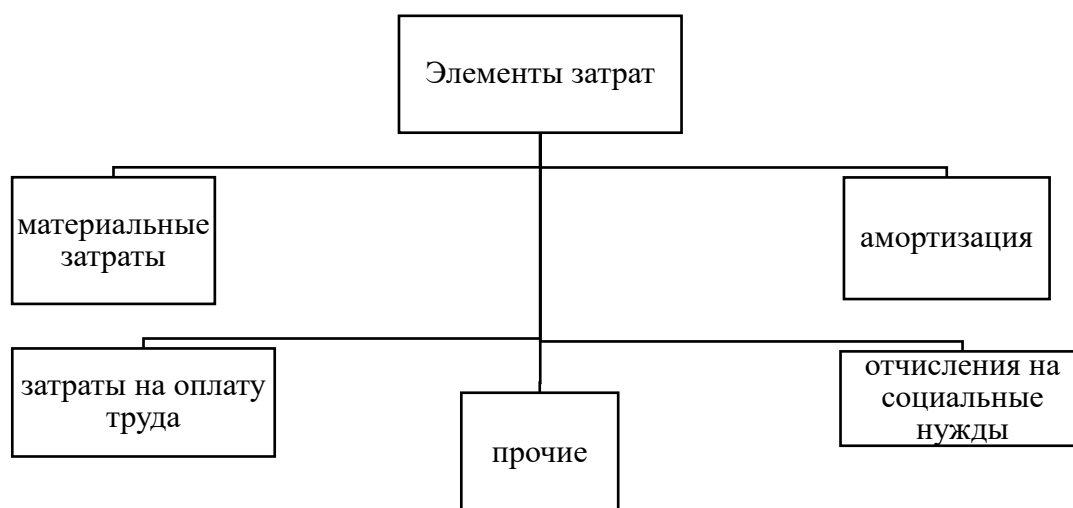 Элементы затрат
материальные
затраты
амортизация
затраты на оплату
труда
прочие
отчисления на
социальные
нужды